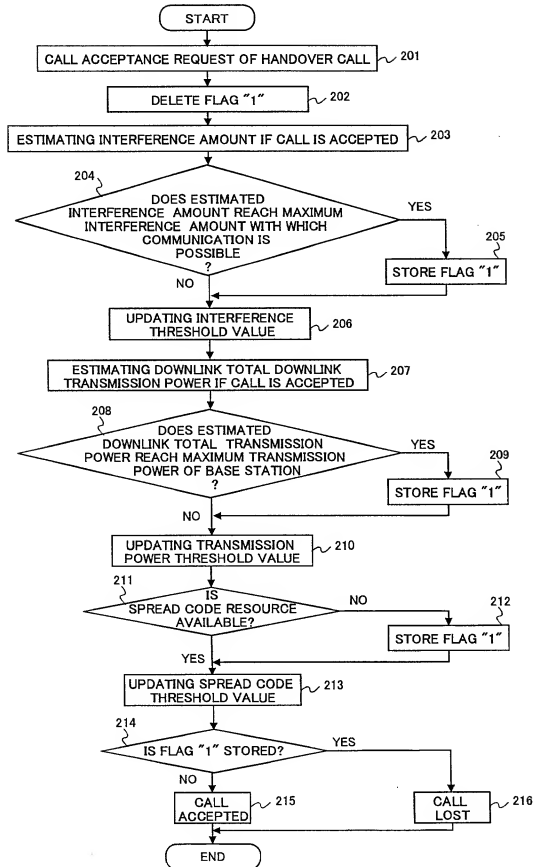 START
CALL ACCEPTANCE REQUEST OF HANDOVER CALL
201
DELETE FLAG "1"
202
ESTIMATING INTERFERENCE AMOUNT IF CALL IS ACCEPTED
203
204
DOES ESTIMATED
INTERFERENCE AMOUNT REACH MAXIMUM
INTERFERENCE AMOUNT WITH WHICH
COMMUNICATION IS
POSSIBLE
?
YES
205
STORE FLAG "1"
NO
UPDATING INTERFERENCE
THRESHOLD VALUE
206
ESTIMATING DOWNLINK TOTAL DOWNLINK
TRANSMISSION POWER IF CALL IS ACCEPTED
207
208
DOES ESTIMATED
DOWNLINK TOTAL TRANSMISSION
POWER REACH MAXIMUM TRANSMISSION
POWER OF BASE STATION
?
YES
209
STORE FLAG "1"
NO
UPDATING TRANSMISSION
POWER THRESHOLD VALUE
210
211
IS
SPREAD CODE RESOURCE
AVAILABLE?
NO
212
STORE FLAG "1"
YES
UPDATING SPREAD CODE
THRESHOLD VALUE
213
214
IS FLAG "1" STORED?
YES
NO
CALL
ACCEPTED
215
CALL
LOST
216
END